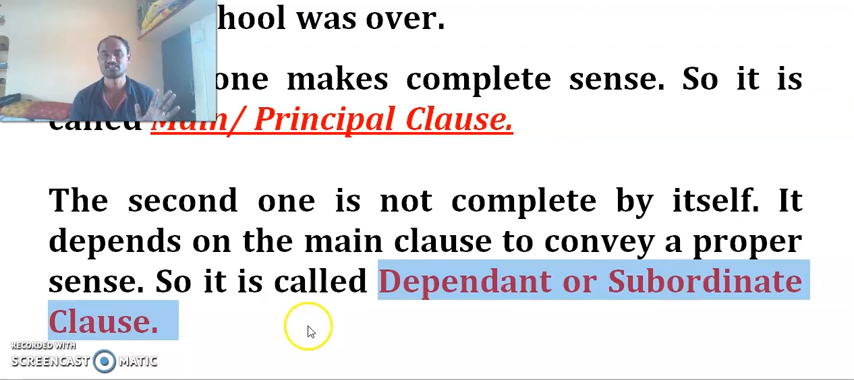 hool was over.
one makes complete sense. So it is
called Main/ Principal Clause.
The second one is not complete by itself. It
depends on the main clause to convey a proper
sense. So it is called Dependant or Subordinate
Clause.
RECORDED WITH
SCREENCAST MATIC